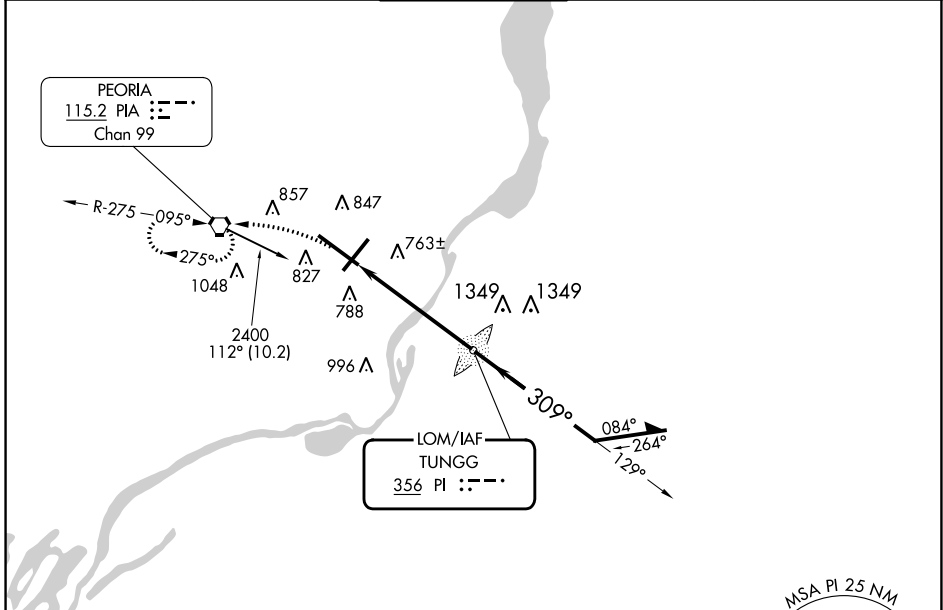 PEORIA
115.2 PIA
Chan 99
R-275
095°
275°
857
847
763±
827
1048
788
1349
1349
2400
112° (10.2)
996
309°
084°
264°
129°
LOM/IAF
TUNGG
356 PI
MSA PI 25 NM